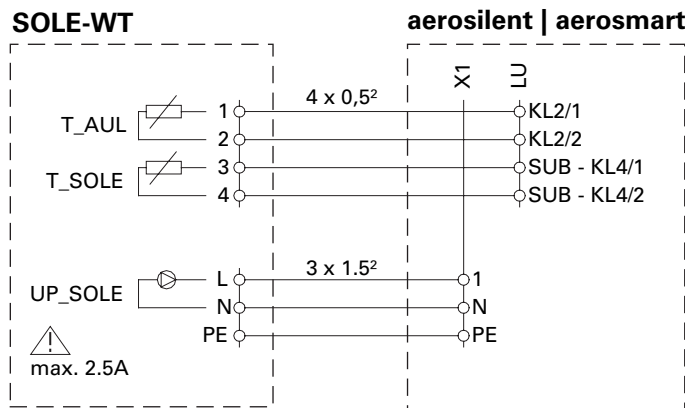 SOLE-WT
aerosilent | aerosmart
X1
LU
4 x 0,5²
T_AUL
1
KL2/1
2
KL2/2
T_SOLE
3
SUB - KL4/1
4
SUB - KL4/2
3 x 1.5²
UP_SOLE
L
1
N
N
PE
PE
!
max. 2.5A